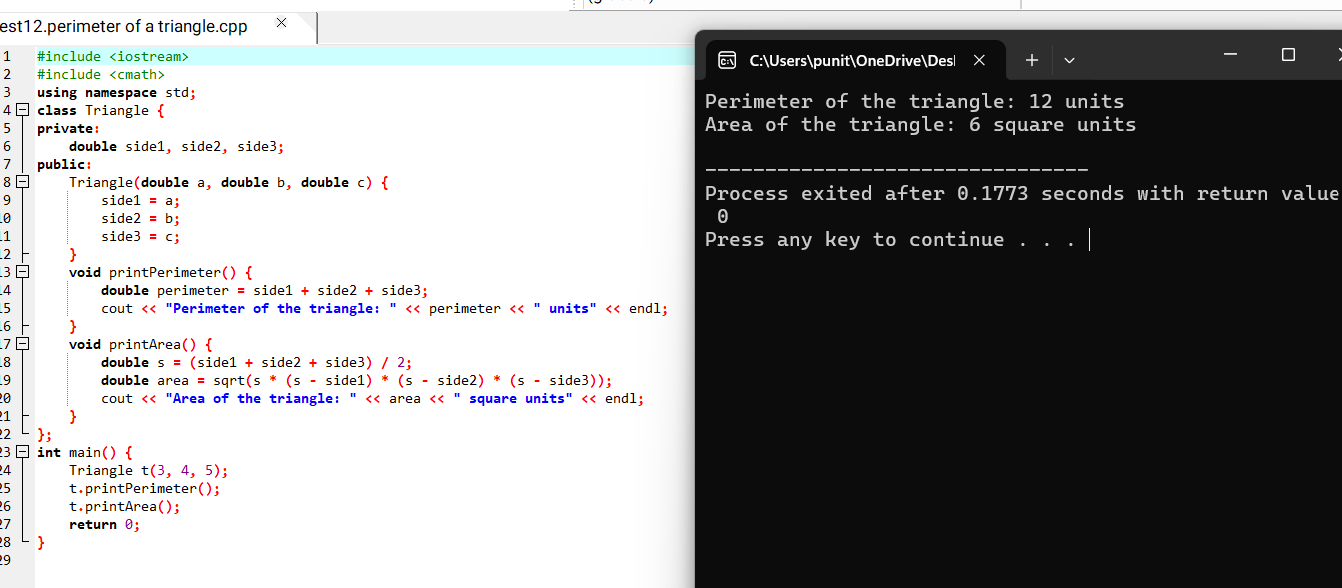 est12.perimeter of a triangle.cpp
1 #include <iostream>
2 #include <cmath>
3 using namespace std;
4 class Triangle {
5 private:
6 double side1, side2, side3;
7 public:
8 Triangle(double a, double b, double c) {
9 side1 = a;
10 side2 = b;
11 side3 = c;
12 }
13 void printPerimeter() {
14 double perimeter = side1 + side2 + side3;
15 cout << "Perimeter of the triangle: " << perimeter << " units" << endl;
16 }
17 void printArea() {
18 double s = (side1 + side2 + side3) / 2;
19 double area = sqrt(s * (s - side1) * (s - side2) * (s - side3));
20 cout << "Area of the triangle: " << area << " square units" << endl;
21 }
22 };
23 int main() {
24 Triangle t(3, 4, 5);
25 t.printPerimeter();
26 t.printArea();
27 return 0;
28 }
29
C:\Users\punit\OneDrive\Des
Perimeter of the triangle: 12 units
Area of the triangle: 6 square units
--------------------------------
Process exited after 0.1773 seconds with return value
0
Press any key to continue . . .